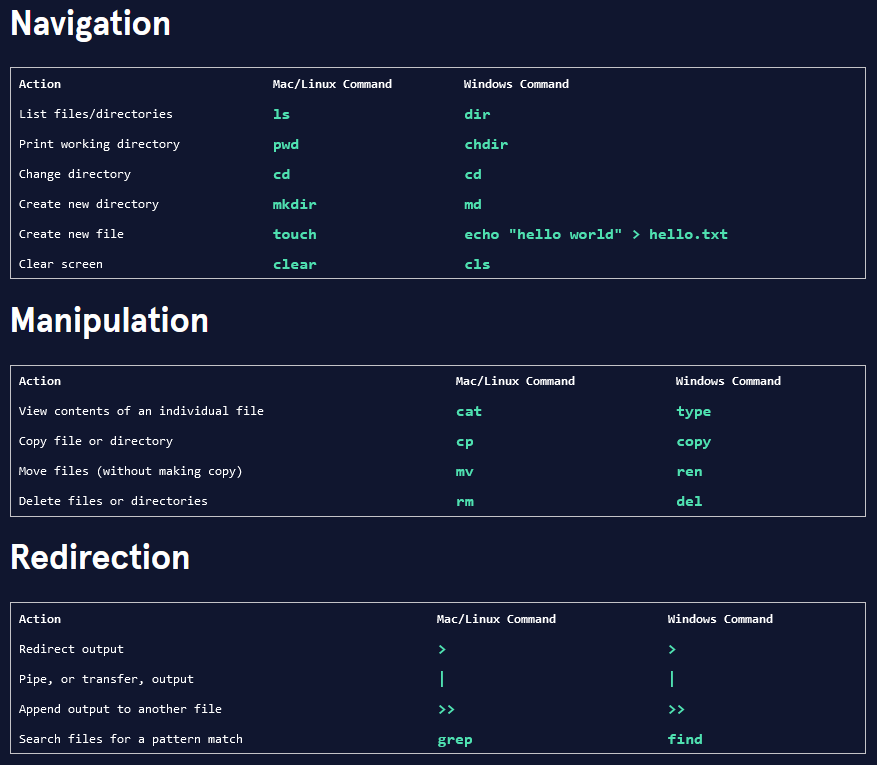 Navigation
Action Mac/Linux Command Windows Command
List files/directories ls dir
Print working directory pwd chdir
Change directory cd cd
Create new directory mkdir md
Create new file touch echo "hello world" > hello.txt
Clear screen clear cls
Manipulation
Action Mac/Linux Command Windows Command
View contents of an individual file cat type
Copy file or directory cp copy
Move files (without making copy) mv ren
Delete files or directories rm del
Redirection
Action Mac/Linux Command Windows Command
Redirect output > >
Pipe, or transfer, output | |
Append output to another file >> >>
Search files for a pattern match grep find